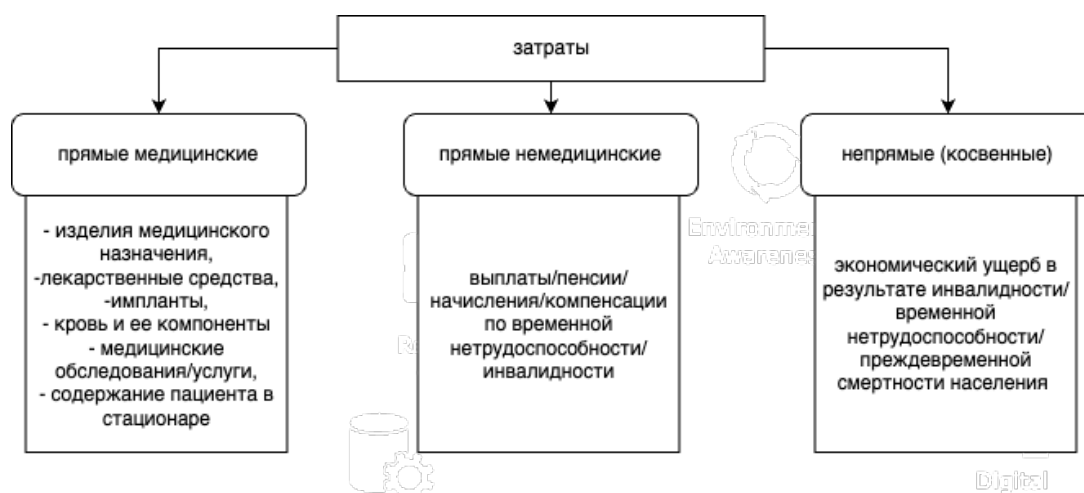 затраты
прямые медицинские
прямые немедицинские
непрямые (косвенные)
- изделия медицинского
назначения,
-лекарственные средства,
-импланты,
- кровь и ее компоненты
- медицинские
обследования/услуги,
- содержание пациента в
стационаре
выплаты/пенсии/
начисления/компенсации
по временной
нетрудоспособности/
инвалидности
экономический ущерб в
результате инвалидности/
временной
нетрудоспособности/
преждевременной
смертности населения
Digital